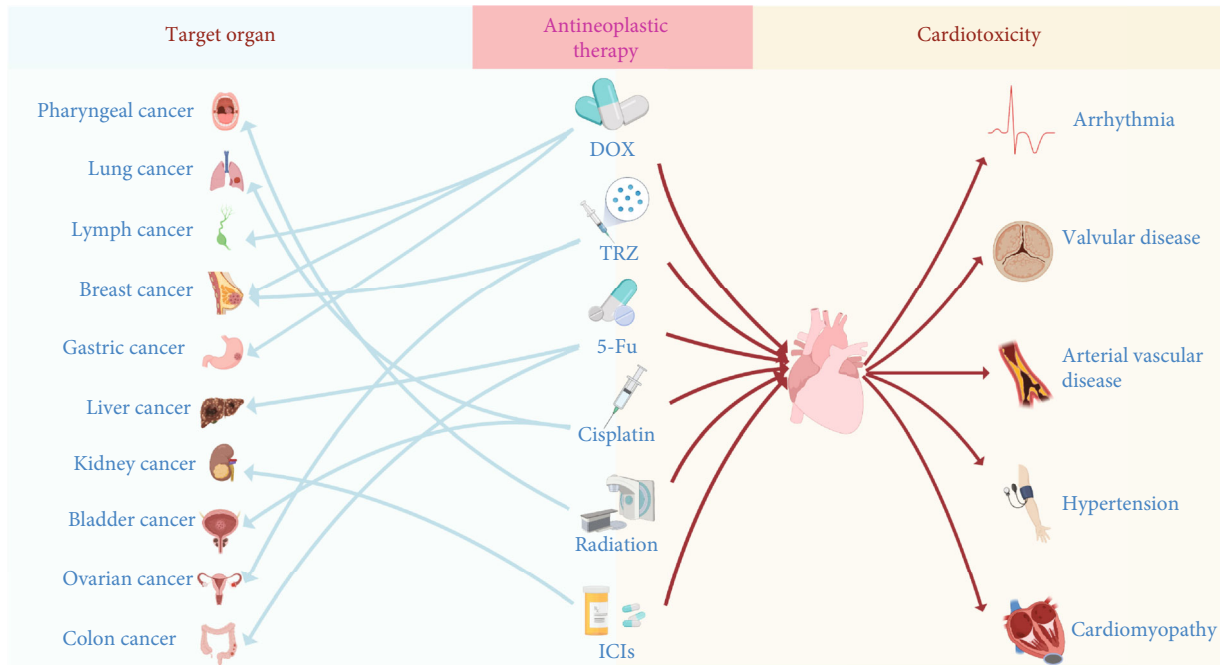 Target organ
Antineoplastic
therapy
Cardiotoxicity
Pharyngeal cancer
Lung cancer
Lymph cancer
Breast cancer
Gastric cancer
Liver cancer
Kidney cancer
Bladder cancer
Ovarian cancer
Colon cancer
DOX
TRZ
5-Fu
Cisplatin
Radiation
ICIs
Arrhythmia
Valvular disease
Arterial vascular
disease
Hypertension
Cardiomyopathy